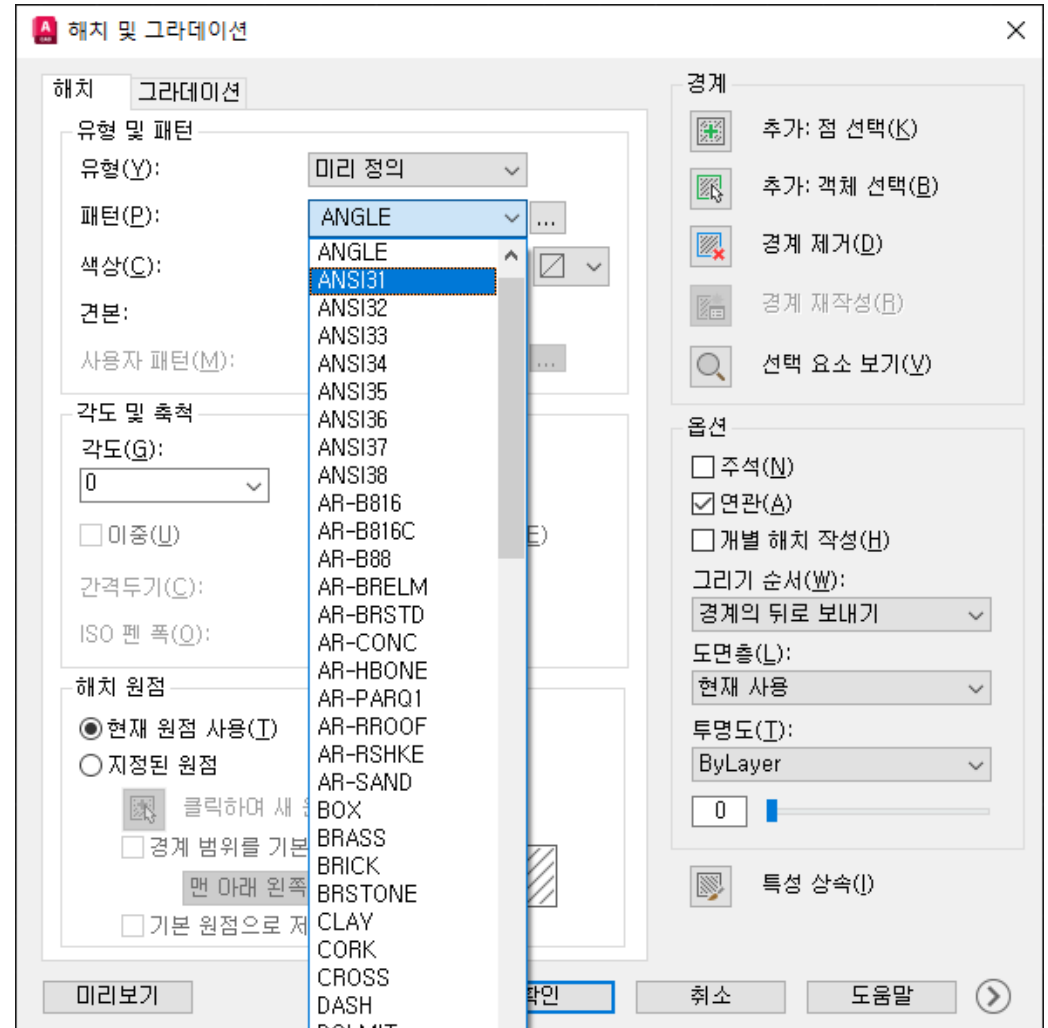 해치 및 그라데이션
해치
그라데이션
유형 및 패턴
유형(Y):
미리 정의
패턴(P):
ANGLE
...
색상(C):
견본:
사용자 패턴(M):
...
ANGLE
ANSI31
ANSI32
ANSI33
ANSI34
ANSI35
ANSI36
ANSI37
ANSI38
AR-B816
AR-B816C
AR-B88
AR-BRELM
AR-BRSTD
AR-CONC
AR-HBONE
AR-PARQ1
AR-RROOF
AR-RSHKE
AR-SAND
BOX
BRASS
BRICK
BRSTONE
CLAY
CORK
CROSS
DASH
각도 및 축척
각도(G):
0
이중(U)
E)
간격두기(C):
ISO 펜 폭(O):
해치 원점
현재 원점 사용(T)
지정된 원점
클릭하여 새
경계 범위를 기본
맨 아래 왼쪽
기본 원점으로 저
경계
추가: 점 선택(K)
추가: 객체 선택(B)
경계 제거(D)
경계 재작성(R)
선택 요소 보기(V)
옵션
주석(N)
연관(A)
개별 해치 작성(H)
그리기 순서(W):
경계의 뒤로 보내기
도면층(L):
현재 사용
투명도(T):
ByLayer
0
특성 상속(I)
미리보기
확인
취소
도움말